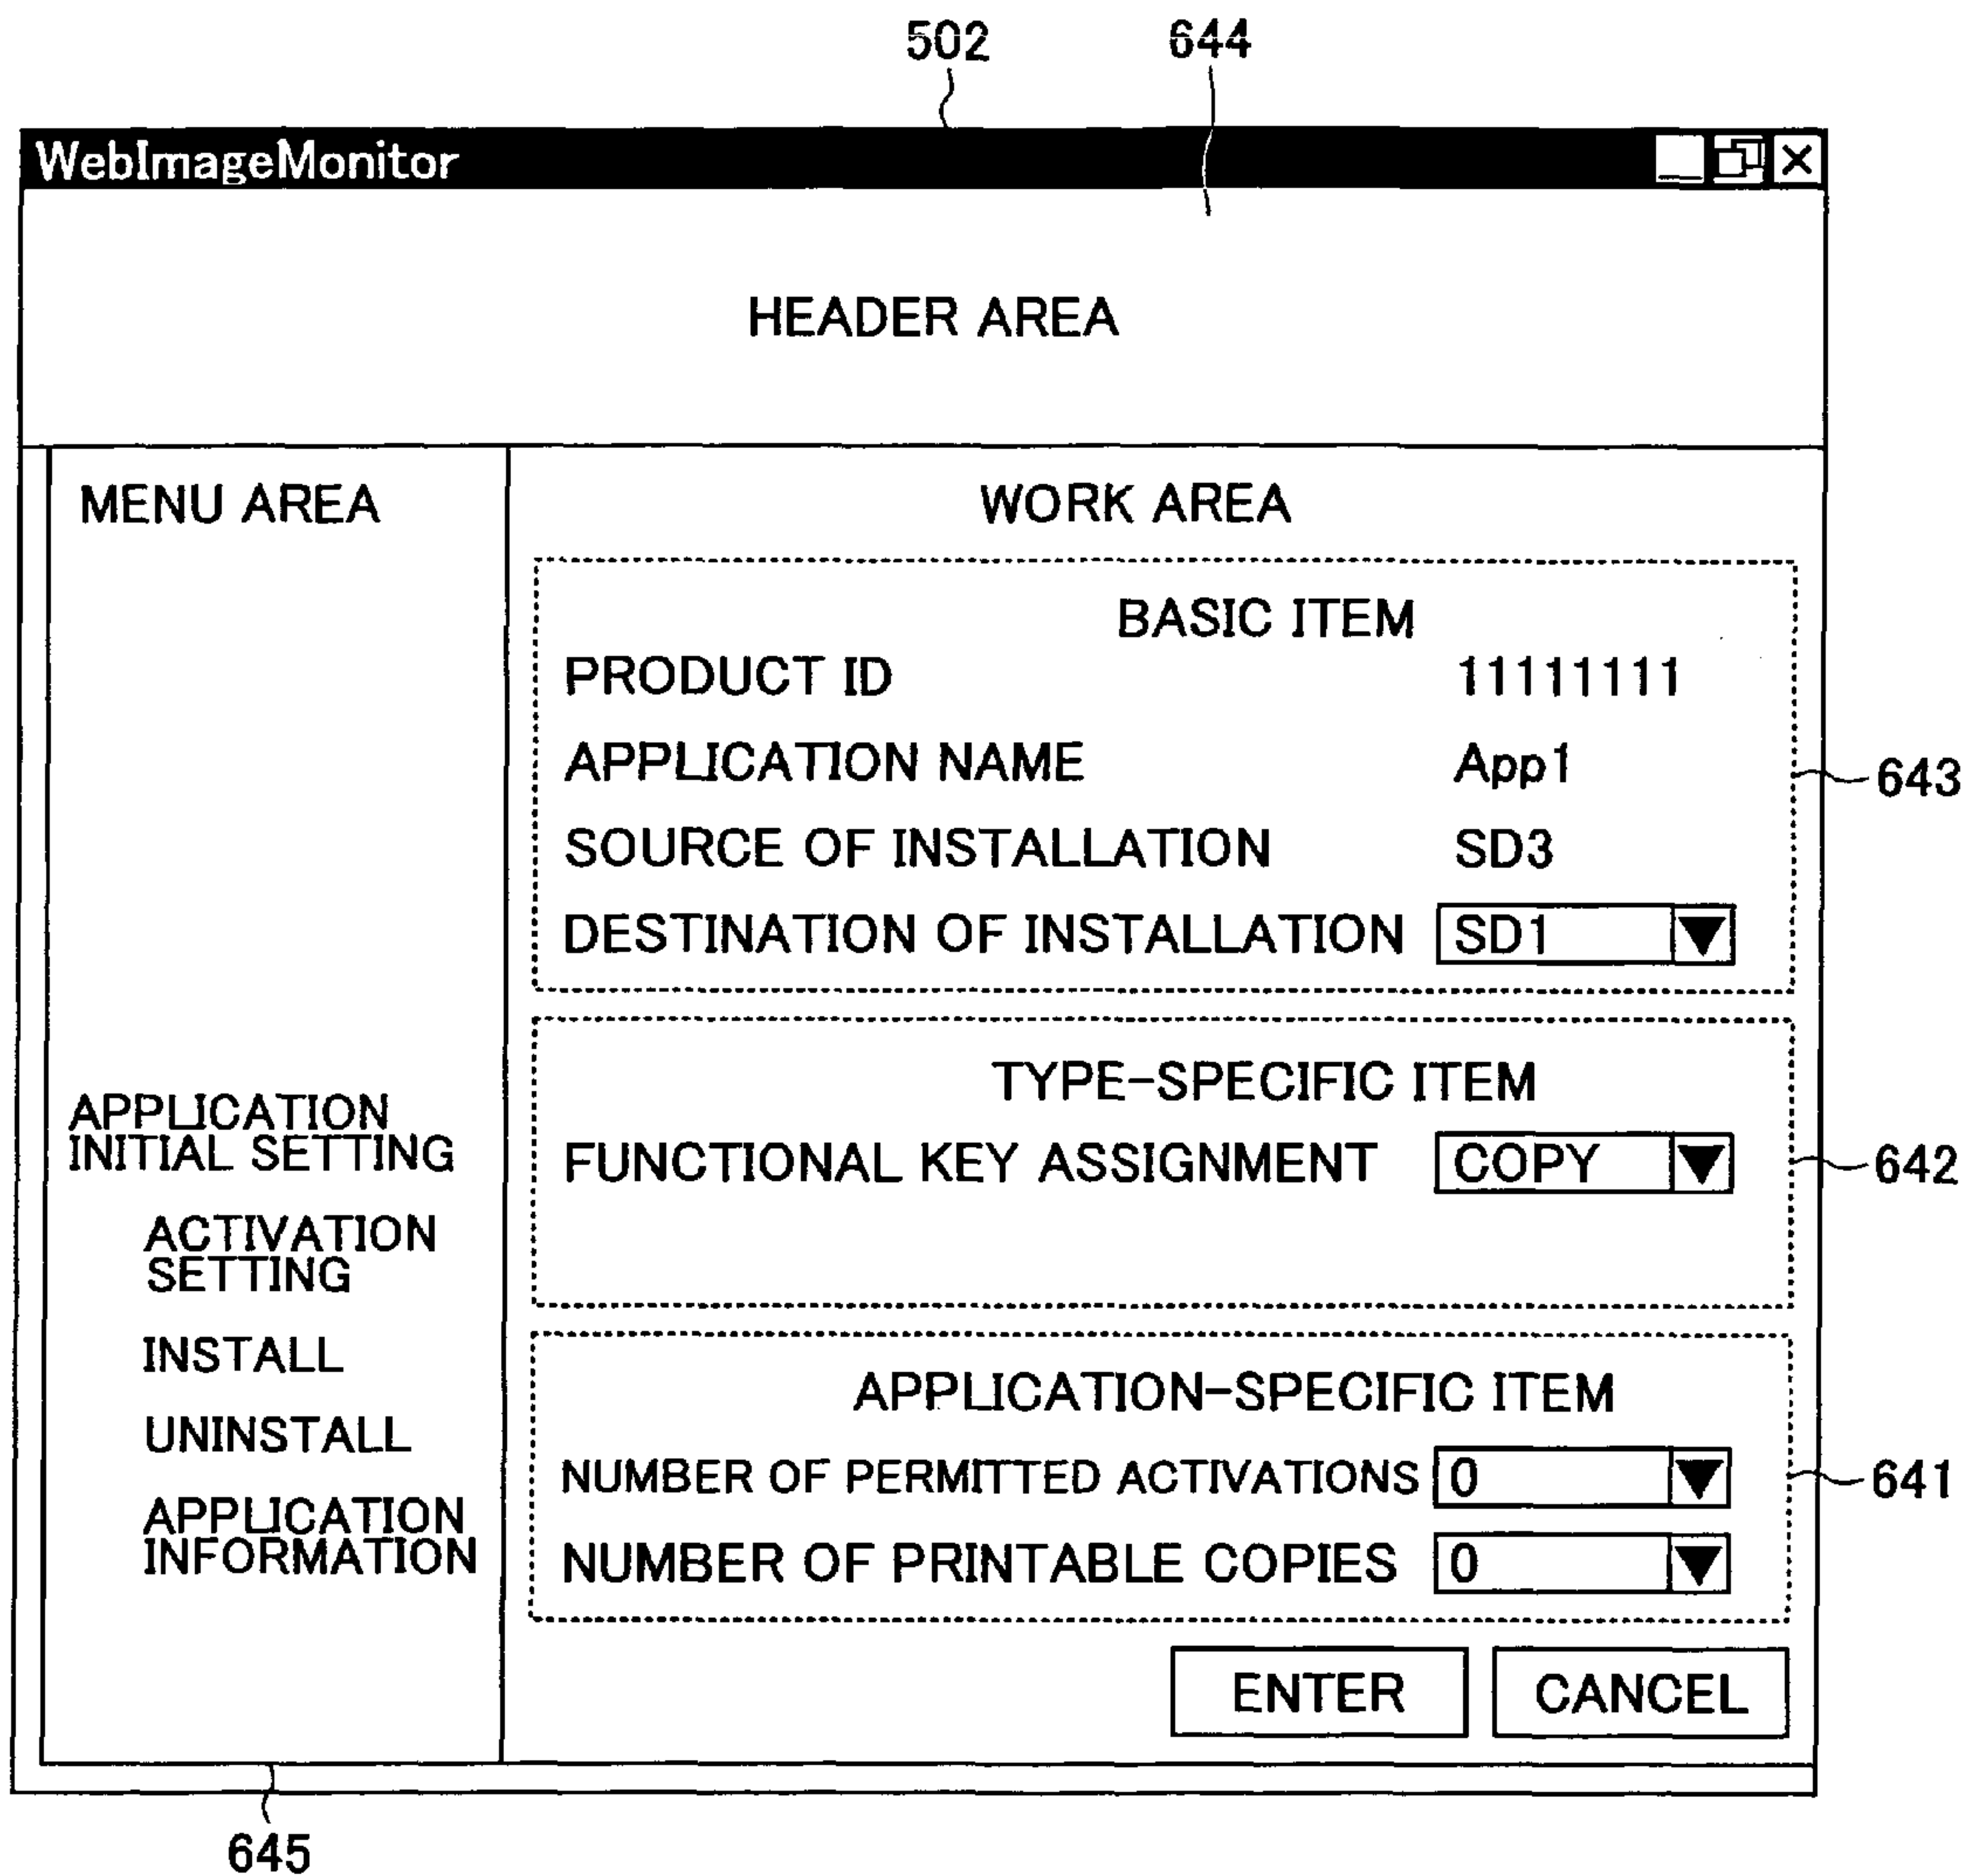 502 644
WebImageMonitor
HEADER AREA
MENU AREA
APPLICATION
INITIAL SETTING
ACTIVATION
SETTING
INSTALL
UNINSTALL
APPLICATION
INFORMATION
WORK AREA
BASIC ITEM
PRODUCT ID 11111111
APPLICATION NAME App1
SOURCE OF INSTALLATION SD3
DESTINATION OF INSTALLATION SD1
643
TYPE-SPECIFIC ITEM
FUNCTIONAL KEY ASSIGNMENT COPY
642
APPLICATION-SPECIFIC ITEM
NUMBER OF PERMITTED ACTIVATIONS 0
641
NUMBER OF PRINTABLE COPIES 0
ENTER CANCEL
645